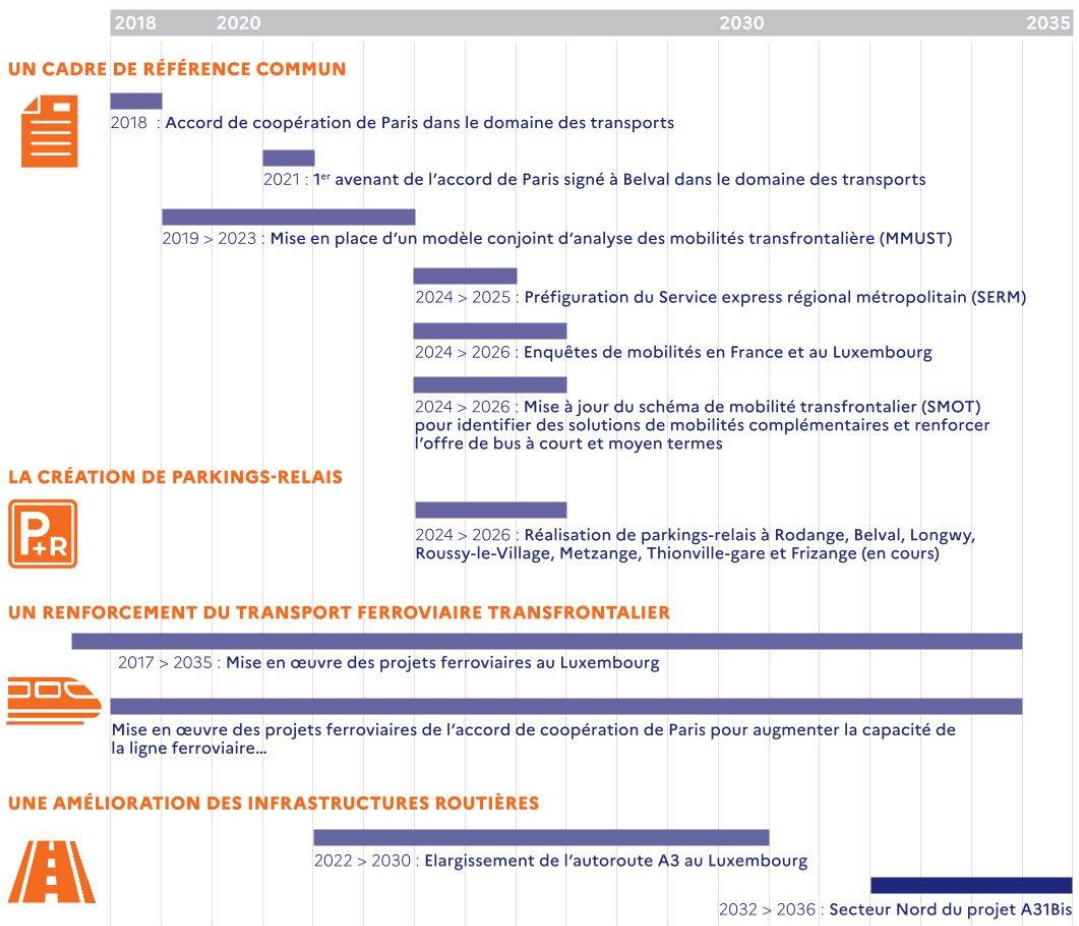 2018 2020 2030 2035
UN CADRE DE RÉFÉRENCE COMMUN
2018 : Accord de coopération de Paris dans le domaine des transports
2021 : 1er avenant de l'accord de Paris signé à Belval dans le domaine des transports
2019 > 2023 : Mise en place d'un modèle conjoint d'analyse des mobilités transfrontalière (MMUST)
2024 > 2025 : Préfiguration du Service express régional métropolitain (SERM)
2024 > 2026 : Enquêtes de mobilités en France et au Luxembourg
2024 > 2026 : Mise à jour du schéma de mobilité transfrontalier (SMOT)
pour identifier des solutions de mobilités complémentaires et renforcer
l'offre de bus à court et moyen termes
LA CRÉATION DE PARKINGS-RELAIS
P+R
2024 > 2026 : Réalisation de parkings-relais à Rodange, Belval, Longwy,
Roussy-le-Village, Metzange, Thionville-gare et Frizange (en cours)
UN RENFORCEMENT DU TRANSPORT FERROVIAIRE TRANSFRONTALIER
2017 > 2035 : Mise en œuvre des projets ferroviaires au Luxembourg
Mise en œuvre des projets ferroviaires de l'accord de coopération de Paris pour augmenter la capacité de
la ligne ferroviaire...
UNE AMÉLIORATION DES INFRASTRUCTURES ROUTIÈRES
2022 > 2030 : Elargissement de l'autoroute A3 au Luxembourg
2032 > 2036 : Secteur Nord du projet A31Bis